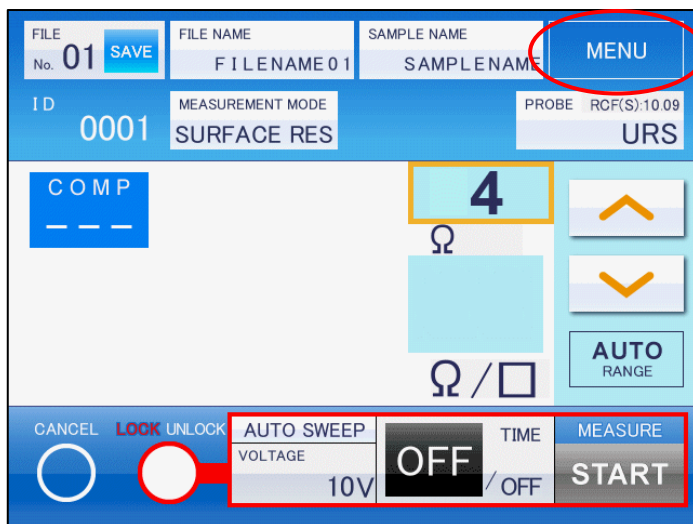 FILE
No. 01 SAVE
FILE NAME
FILENAME01
SAMPLE NAME
SAMPLENAME
MENU
ID
0001
MEASUREMENT MODE
SURFACE RES
PROBE RCF(S):10.09
URS
COMP
---
4
Ω
Ω/□
AUTO
RANGE
CANCEL LOCK UNLOCK
AUTO SWEEP
VOLTAGE
10V
OFF
TIME
/OFF
MEASURE
START